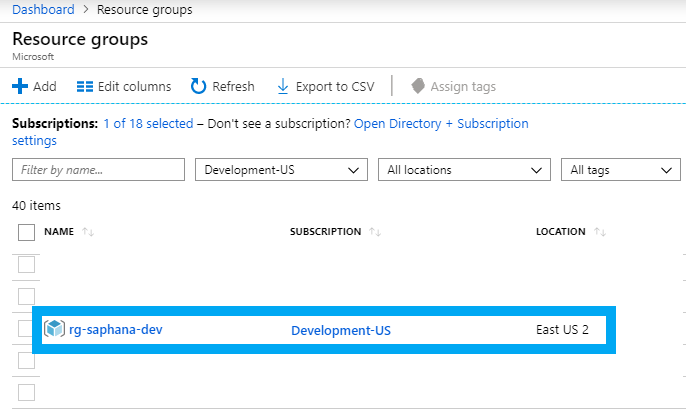 Dashboard > Resource groups
Resource groups
Microsoft
Add Edit columns Refresh Export to CSV Assign tags
Subscriptions: 1 of 18 selected – Don't see a subscription? Open Directory + Subscription
settings
Filter by name... Development-US All locations All tags
40 items
NAME SUBSCRIPTION LOCATION
rg-saphana-dev Development-US East US 2